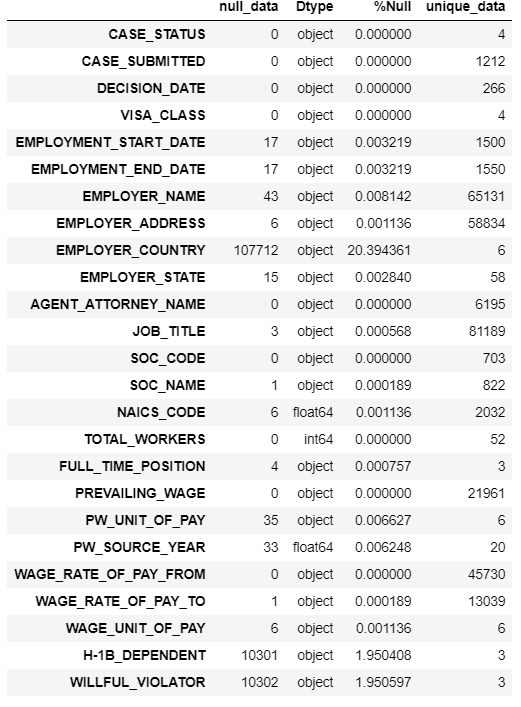 null_data Dtype %Null unique_data
CASE_STATUS 0 object 0.000000 4
CASE_SUBMITTED 0 object 0.000000 1212
DECISION_DATE 0 object 0.000000 266
VISA_CLASS 0 object 0.000000 4
EMPLOYMENT_START_DATE 17 object 0.003219 1500
EMPLOYMENT_END_DATE 17 object 0.003219 1550
EMPLOYER_NAME 43 object 0.008142 65131
EMPLOYER_ADDRESS 6 object 0.001136 58834
EMPLOYER_COUNTRY 107712 object 20.394361 6
EMPLOYER_STATE 15 object 0.002840 58
AGENT_ATTORNEY_NAME 0 object 0.000000 6195
JOB_TITLE 3 object 0.000568 81189
SOC_CODE 0 object 0.000000 703
SOC_NAME 1 object 0.000189 822
NAICS_CODE 6 float64 0.001136 2032
TOTAL_WORKERS 0 int64 0.000000 52
FULL_TIME_POSITION 4 object 0.000757 3
PREVAILING_WAGE 0 object 0.000000 21961
PW_UNIT_OF_PAY 35 object 0.006627 6
PW_SOURCE_YEAR 33 float64 0.006248 20
WAGE_RATE_OF_PAY_FROM 0 object 0.000000 45730
WAGE_RATE_OF_PAY_TO 1 object 0.000189 13039
WAGE_UNIT_OF_PAY 6 object 0.001136 6
H-1B_DEPENDENT 10301 object 1.950408 3
WILLFUL_VIOLATOR 10302 object 1.950597 3